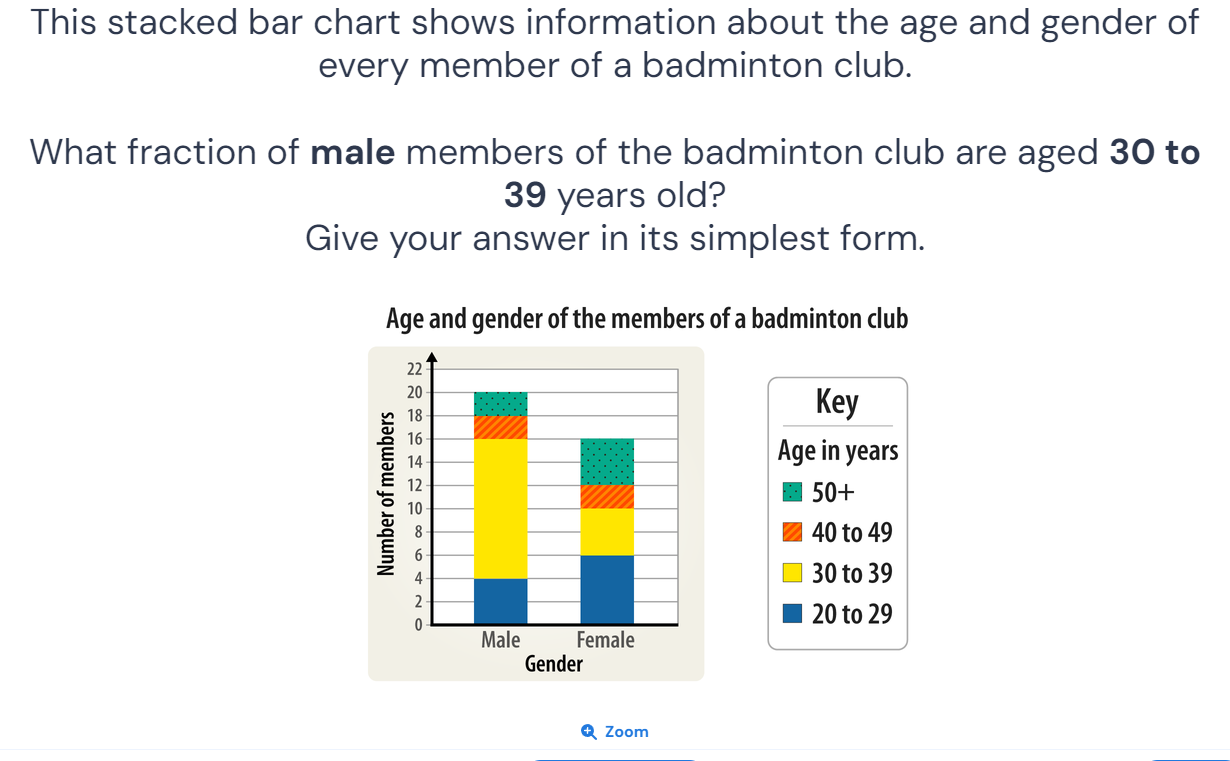 This stacked bar chart shows information about the age and gender of
every member of a badminton club.
What fraction of male members of the badminton club are aged 30 to
39 years old?
Give your answer in its simplest form.
Age and gender of the members of a badminton club
22
20
18
16
14
12
10
8
6
4
2
0
Number of members
Male
Female
Gender
Key
Age in years
50+
40 to 49
30 to 39
20 to 29
Zoom